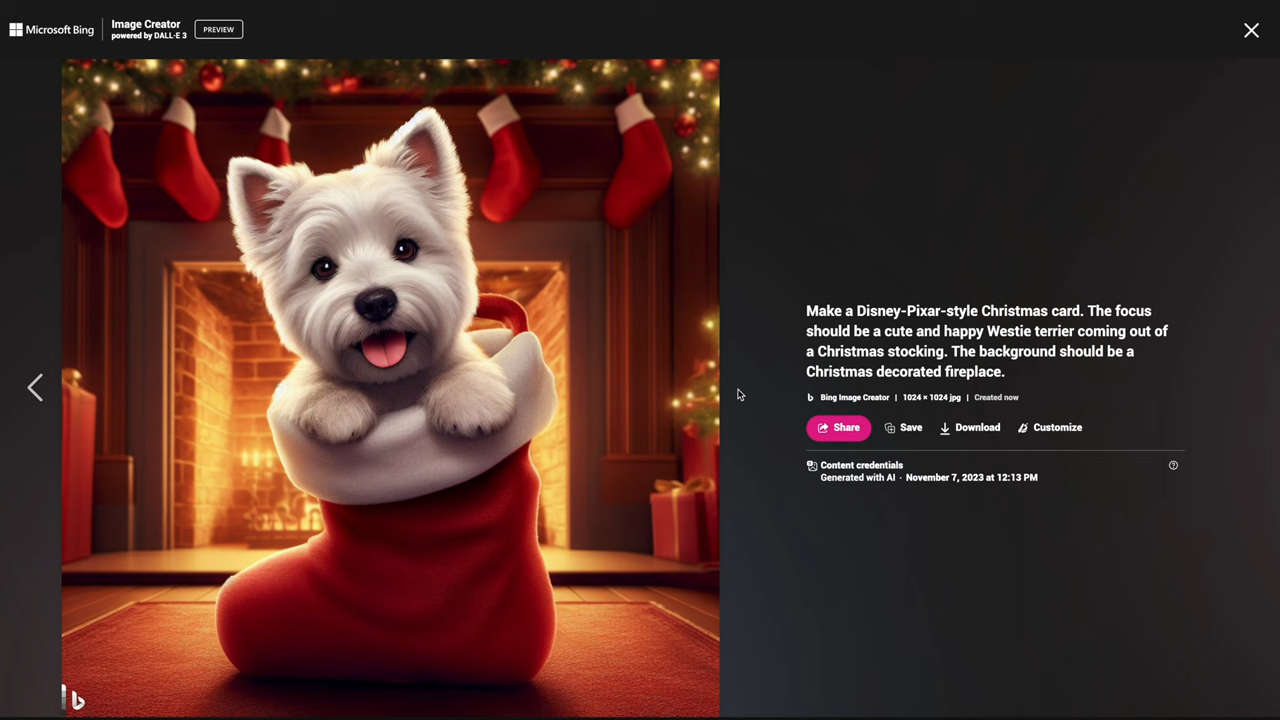 Microsoft Bing
Image Creator
powered by DALL·E 3
PREVIEW
Make a Disney-Pixar-style Christmas card. The focus
should be a cute and happy Westie terrier coming out of
a Christmas stocking. The background should be a
Christmas decorated fireplace.
Bing Image Creator | 1024 × 1024 jpg | Created now
Share Save Download Customize
Content credentials
Generated with AI · November 7, 2023 at 12:13 PM